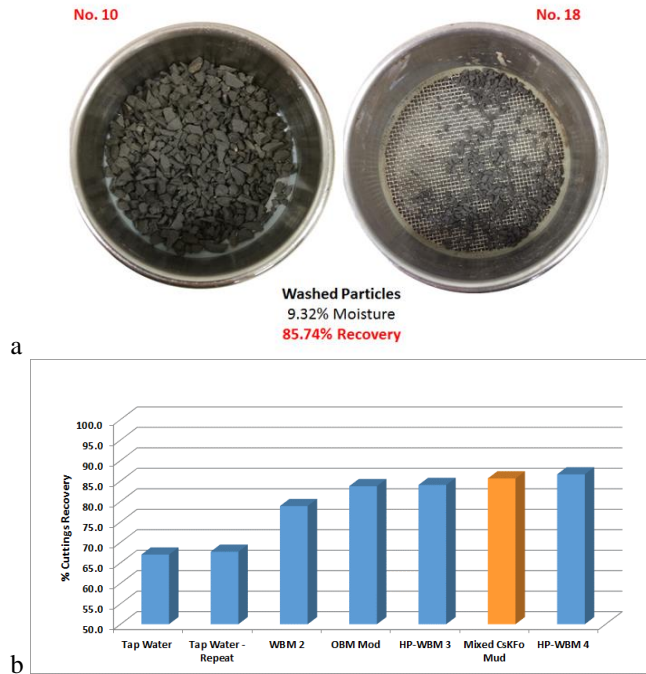 No. 10
No. 18
Washed Particles
9.32% Moisture
85.74% Recovery
a
% Cuttings Recovery
100.0
95.0
90.0
85.0
80.0
75.0
70.0
65.0
60.0
55.0
50.0
Tap Water
Tap Water -
Repeat
WBM 2
OBM Mod
HP-WBM 3
Mixed CsKFo
Mud
HP-WBM 4
b